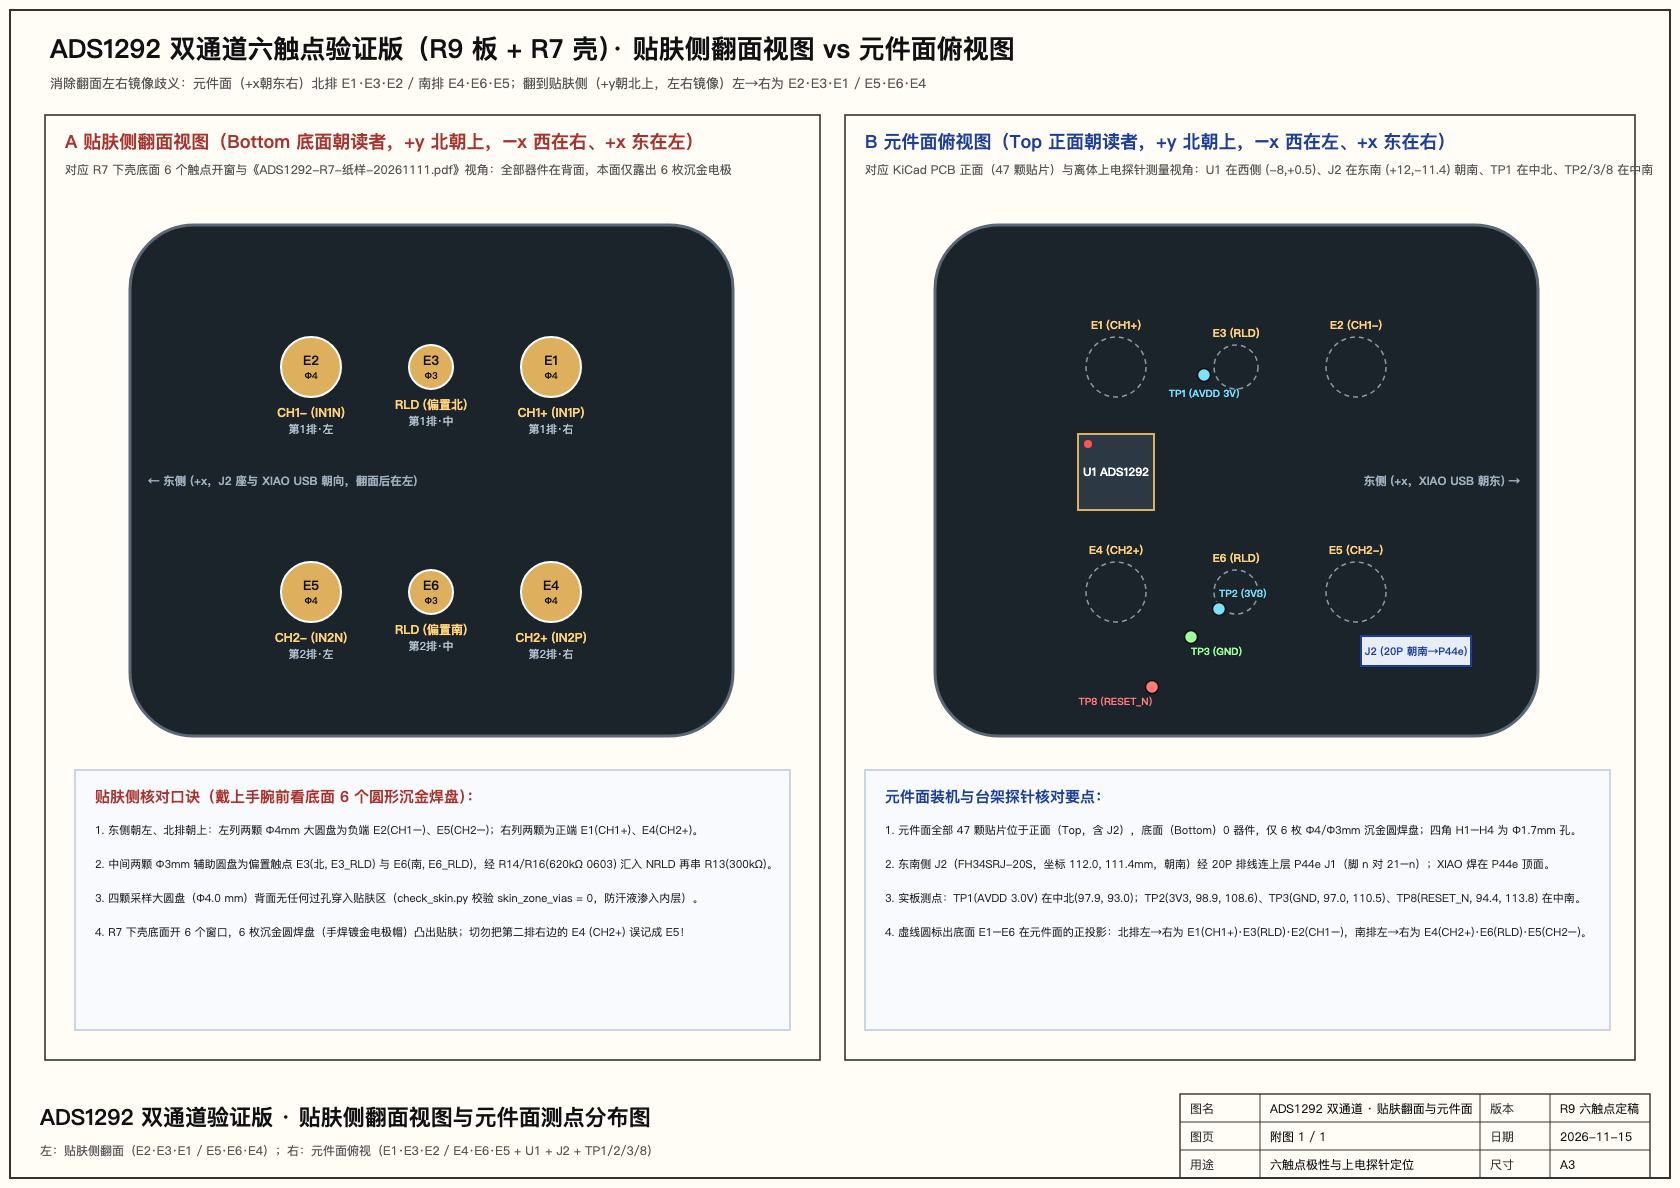 ADS1292 双通道六触点验证版（R9 板 + R7 壳）· 贴肤侧翻面视图 vs 元件面俯视图
消除翻面左右镜像歧义：元件面（+x朝东右）北排 E1·E3·E2 / 南排 E4·E6·E5；翻到贴肤侧（+y朝北上，左右镜像）左→右为 E2·E3·E1 / E5·E6·E4
A 贴肤侧翻面视图（Bottom 底面朝读者，+y 北朝上，−x 西在右、+x 东在左）
对应 R7 下壳底面 6 个触点开窗与《ADS1292-R7-纸样-20261111.pdf》视角：全部器件在背面，本面仅露出 6 枚沉金电极
E2
Φ4
CH1− (IN1N)
第1排·左
E3
Φ3
RLD (偏置北)
第1排·中
E1
Φ4
CH1+ (IN1P)
第1排·右
← 东侧 (+x，J2 座与 XIAO USB 朝向，翻面后在左)
E5
Φ4
CH2− (IN2N)
第2排·左
E6
Φ3
RLD (偏置南)
第2排·中
E4
Φ4
CH2+ (IN2P)
第2排·右
贴肤侧核对口诀（戴上手腕前看底面 6 个圆形沉金焊盘）：
1. 东侧朝左、北排朝上：左列两颗 Φ4mm 大圆盘为负端 E2(CH1−)、E5(CH2−)；右列两颗为正端 E1(CH1+)、E4(CH2+)。
2. 中间两颗 Φ3mm 辅助圆盘为偏置触点 E3(北, E3_RLD) 与 E6(南, E6_RLD)，经 R14/R16(620kΩ 0603) 汇入 NRLD 再串 R13(300kΩ)。
3. 四颗采样大圆盘（Φ4.0 mm）背面无任何过孔穿入贴肤区（check_skin.py 校验 skin_zone_vias = 0，防汗液渗入内层）。
4. R7 下壳底面开 6 个窗口，6 枚沉金圆焊盘（手焊镀金电极帽）凸出贴肤；切勿把第二排右边的 E4 (CH2+) 误记成 E5！
B 元件面俯视图（Top 正面朝读者，+y 北朝上，−x 西在左、+x 东在右）
对应 KiCad PCB 正面（47 颗贴片）与离体上电探针测量视角：U1 在西侧 (-8,+0.5)、J2 在东南 (+12,-11.4) 朝南、TP1 在中北、TP2/3/8 在中南
E1 (CH1+)
E3 (RLD)
E2 (CH1−)
TP1 (AVDD 3V)
U1 ADS1292
东侧 (+x，XIAO USB 朝东) →
E4 (CH2+)
E6 (RLD)
E5 (CH2−)
TP2 (3V3)
TP3 (GND)
J2 (20P 朝南→P44e)
TP8 (RESET_N)
元件面装机与台架探针核对要点：
1. 元件面全部 47 颗贴片位于正面（Top，含 J2），底面（Bottom）0 器件，仅 6 枚 Φ4/Φ3mm 沉金圆焊盘；四角 H1−H4 为 Φ1.7mm 孔。
2. 东南侧 J2（FH34SRJ-20S，坐标 112.0, 111.4mm，朝南）经 20P 排线连上层 P44e J1（脚 n 对 21−n）；XIAO 焊在 P44e 顶面。
3. 实板测点：TP1(AVDD 3.0V) 在中北(97.9, 93.0)；TP2(3V3, 98.9, 108.6)、TP3(GND, 97.0, 110.5)、TP8(RESET_N, 94.4, 113.8) 在中南。
4. 虚线圆标出底面 E1−E6 在元件面的正投影：北排左→右为 E1(CH1+)·E3(RLD)·E2(CH1−)，南排左→右为 E4(CH2+)·E6(RLD)·E5(CH2−)。
ADS1292 双通道验证版 · 贴肤侧翻面视图与元件面测点分布图
左：贴肤侧翻面（E2·E3·E1 / E5·E6·E4）；右：元件面俯视（E1·E3·E2 / E4·E6·E5 + U1 + J2 + TP1/2/3/8）
图名 ADS1292 双通道 · 贴肤翻面与元件面 版本 R9 六触点定稿
图页 附图 1 / 1 日期 2026-11-15
用途 六触点极性与上电探针定位 尺寸 A3